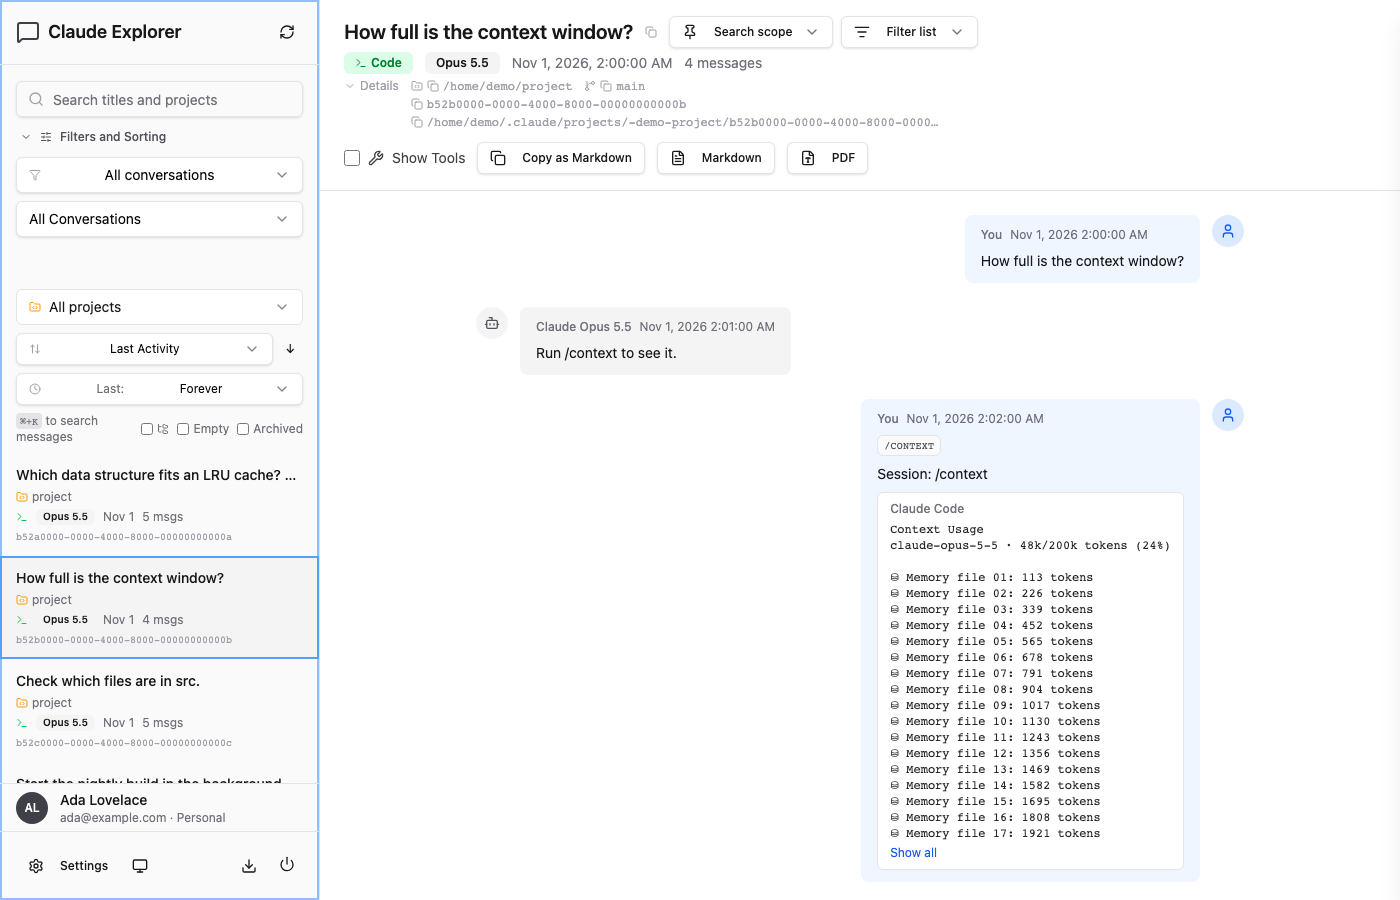 Claude Explorer
Search titles and projects
Filters and Sorting
All conversations
All Conversations
All projects
Last Activity
Last: Forever
⌘+K to search messages
Empty
Archived
Which data structure fits an LRU cache? ...
project
Opus 5.5 Nov 1 5 msgs
b52a0000-0000-4000-8000-00000000000a
How full is the context window?
project
Opus 5.5 Nov 1 4 msgs
b52b0000-0000-4000-8000-00000000000b
Check which files are in src.
project
Opus 5.5 Nov 1 5 msgs
b52c0000-0000-4000-8000-00000000000c
Start the nightly build in the background
AL
Ada Lovelace
ada@example.com · Personal
Settings
How full is the context window?
Search scope
Filter list
Code
Opus 5.5
Nov 1, 2026, 2:00:00 AM
4 messages
Details
/home/demo/project
main
b52b0000-0000-4000-8000-00000000000b
/home/demo/.claude/projects/-demo-project/b52b0000-0000-4000-8000-0000…
Show Tools
Copy as Markdown
Markdown
PDF
You Nov 1, 2026 2:00:00 AM
How full is the context window?
Claude Opus 5.5 Nov 1, 2026 2:01:00 AM
Run /context to see it.
You Nov 1, 2026 2:02:00 AM
/CONTEXT
Session: /context
Claude Code
Context Usage
claude-opus-5-5 • 48k/200k tokens (24%)
Memory file 01: 113 tokens
Memory file 02: 226 tokens
Memory file 03: 339 tokens
Memory file 04: 452 tokens
Memory file 05: 565 tokens
Memory file 06: 678 tokens
Memory file 07: 791 tokens
Memory file 08: 904 tokens
Memory file 09: 1017 tokens
Memory file 10: 1130 tokens
Memory file 11: 1243 tokens
Memory file 12: 1356 tokens
Memory file 13: 1469 tokens
Memory file 14: 1582 tokens
Memory file 15: 1695 tokens
Memory file 16: 1808 tokens
Memory file 17: 1921 tokens
Show all